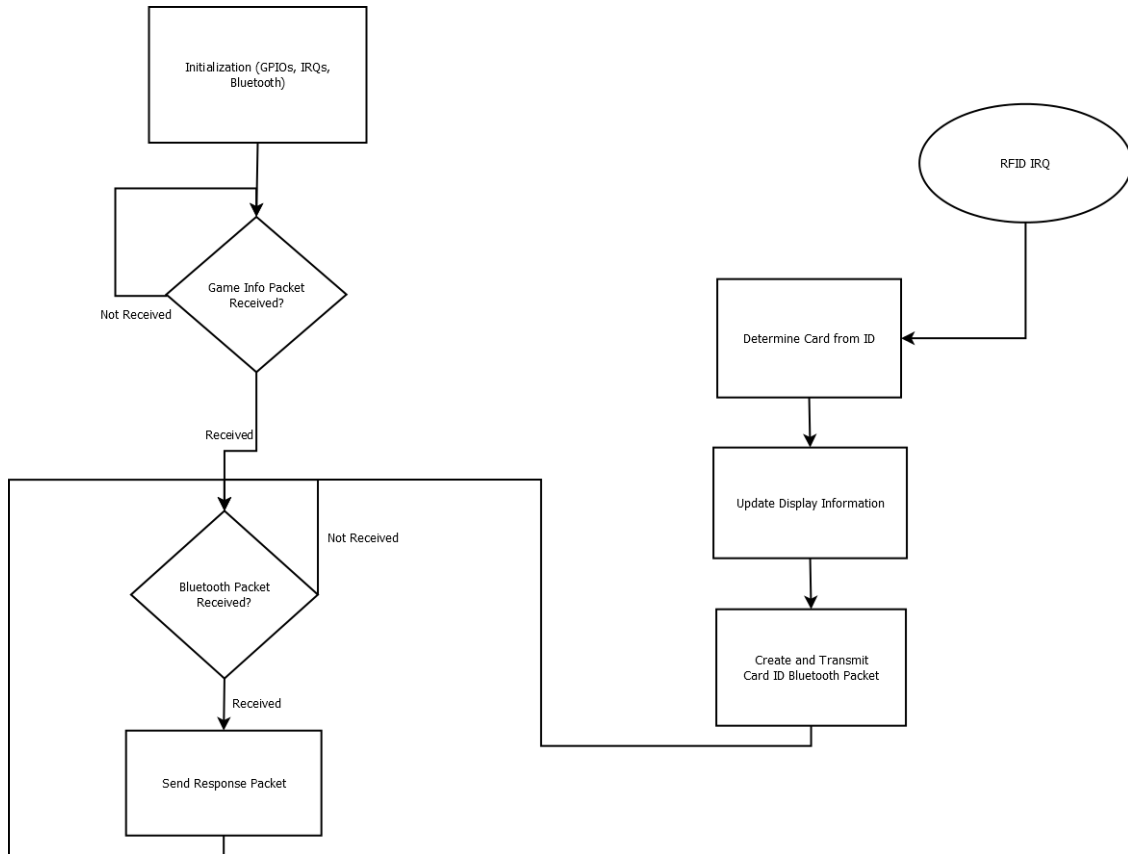 Initialization (GPIOs, IRQs,
Bluetooth)
RFID IRQ
Game Info Packet
Received?
Not Received
Determine Card from ID
Received
Update Display Information
Not Received
Bluetooth Packet
Received?
Create and Transmit
Card ID Bluetooth Packet
Received
Send Response Packet